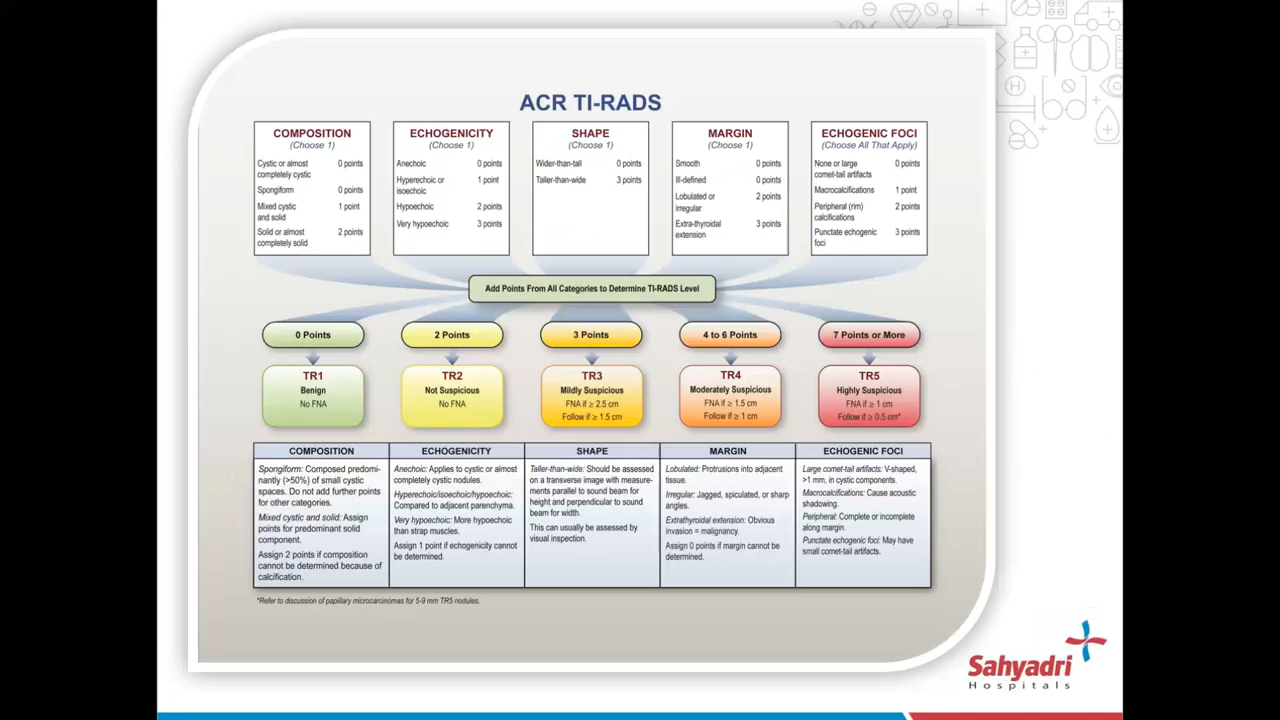 ACR TI-RADS
COMPOSITION
(Choose 1)
Cystic or almost 0 points
completely cystic
Spongiform 0 points
Mixed cystic 1 point
and solid
Solid or almost 2 points
completely solid
ECHOGENICITY
(Choose 1)
Anechoic 0 points
Hyperechoic or 1 point
isoechoic
Hypoechoic 2 points
Very hypoechoic 3 points
SHAPE
(Choose 1)
Wider-than-tall 0 points
Taller-than-wide 3 points
MARGIN
(Choose 1)
Smooth 0 points
Ill-defined 0 points
Lobulated or 2 points
irregular
Extra-thyroidal 3 points
extension
ECHOGENIC FOCI
(Choose All That Apply)
None or large 0 points
comet-tail artifacts
Macrocalcifications 1 point
Peripheral (rim) 2 points
calcifications
Punctate echogenic 3 points
foci
Add Points From All Categories to Determine TI-RADS Level
0 Points
2 Points
3 Points
4 to 6 Points
7 Points or More
TR1
Benign
No FNA
TR2
Not Suspicious
No FNA
TR3
Mildly Suspicious
FNA if ≥ 2.5 cm
Follow if ≥ 1.5 cm
TR4
Moderately Suspicious
FNA if ≥ 1.5 cm
Follow if ≥ 1 cm
TR5
Highly Suspicious
FNA if ≥ 1 cm
Follow if ≥ 0.5 cm*
COMPOSITION
Spongiform: Composed predomi-
nantly (>50%) of small cystic
spaces. Do not add further points
for other categories.
Mixed cystic and solid: Assign
points for predominant solid
component.
Assign 2 points if composition
cannot be determined because of
calcification.
ECHOGENICITY
Anechoic: Applies to cystic or almost
completely cystic nodules.
Hyperechoic/isoechoic/hypoechoic:
Compared to adjacent parenchyma.
Very hypoechoic: More hypoechoic
than strap muscles.
Assign 1 point if echogenicity cannot
be determined.
SHAPE
Taller-than-wide: Should be assessed
on a transverse image with measure-
ments parallel to sound beam for
height and perpendicular to sound
beam for width.
This can usually be assessed by
visual inspection.
MARGIN
Lobulated: Protrusions into adjacent
tissue.
Irregular: Jagged, spiculated, or sharp
angles.
Extrathyroidal extension: Obvious
invasion = malignancy.
Assign 0 points if margin cannot be
determined.
ECHOGENIC FOCI
Large comet-tail artifacts: V-shaped,
>1 mm, in cystic components.
Macrocalcifications: Cause acoustic
shadowing.
Peripheral: Complete or incomplete
along margin.
Punctate echogenic foci: May have
small comet-tail artifacts.
*Refer to discussion of papillary microcarcinomas for 5-9 mm TR5 nodules.
Sahyadri
Hospitals